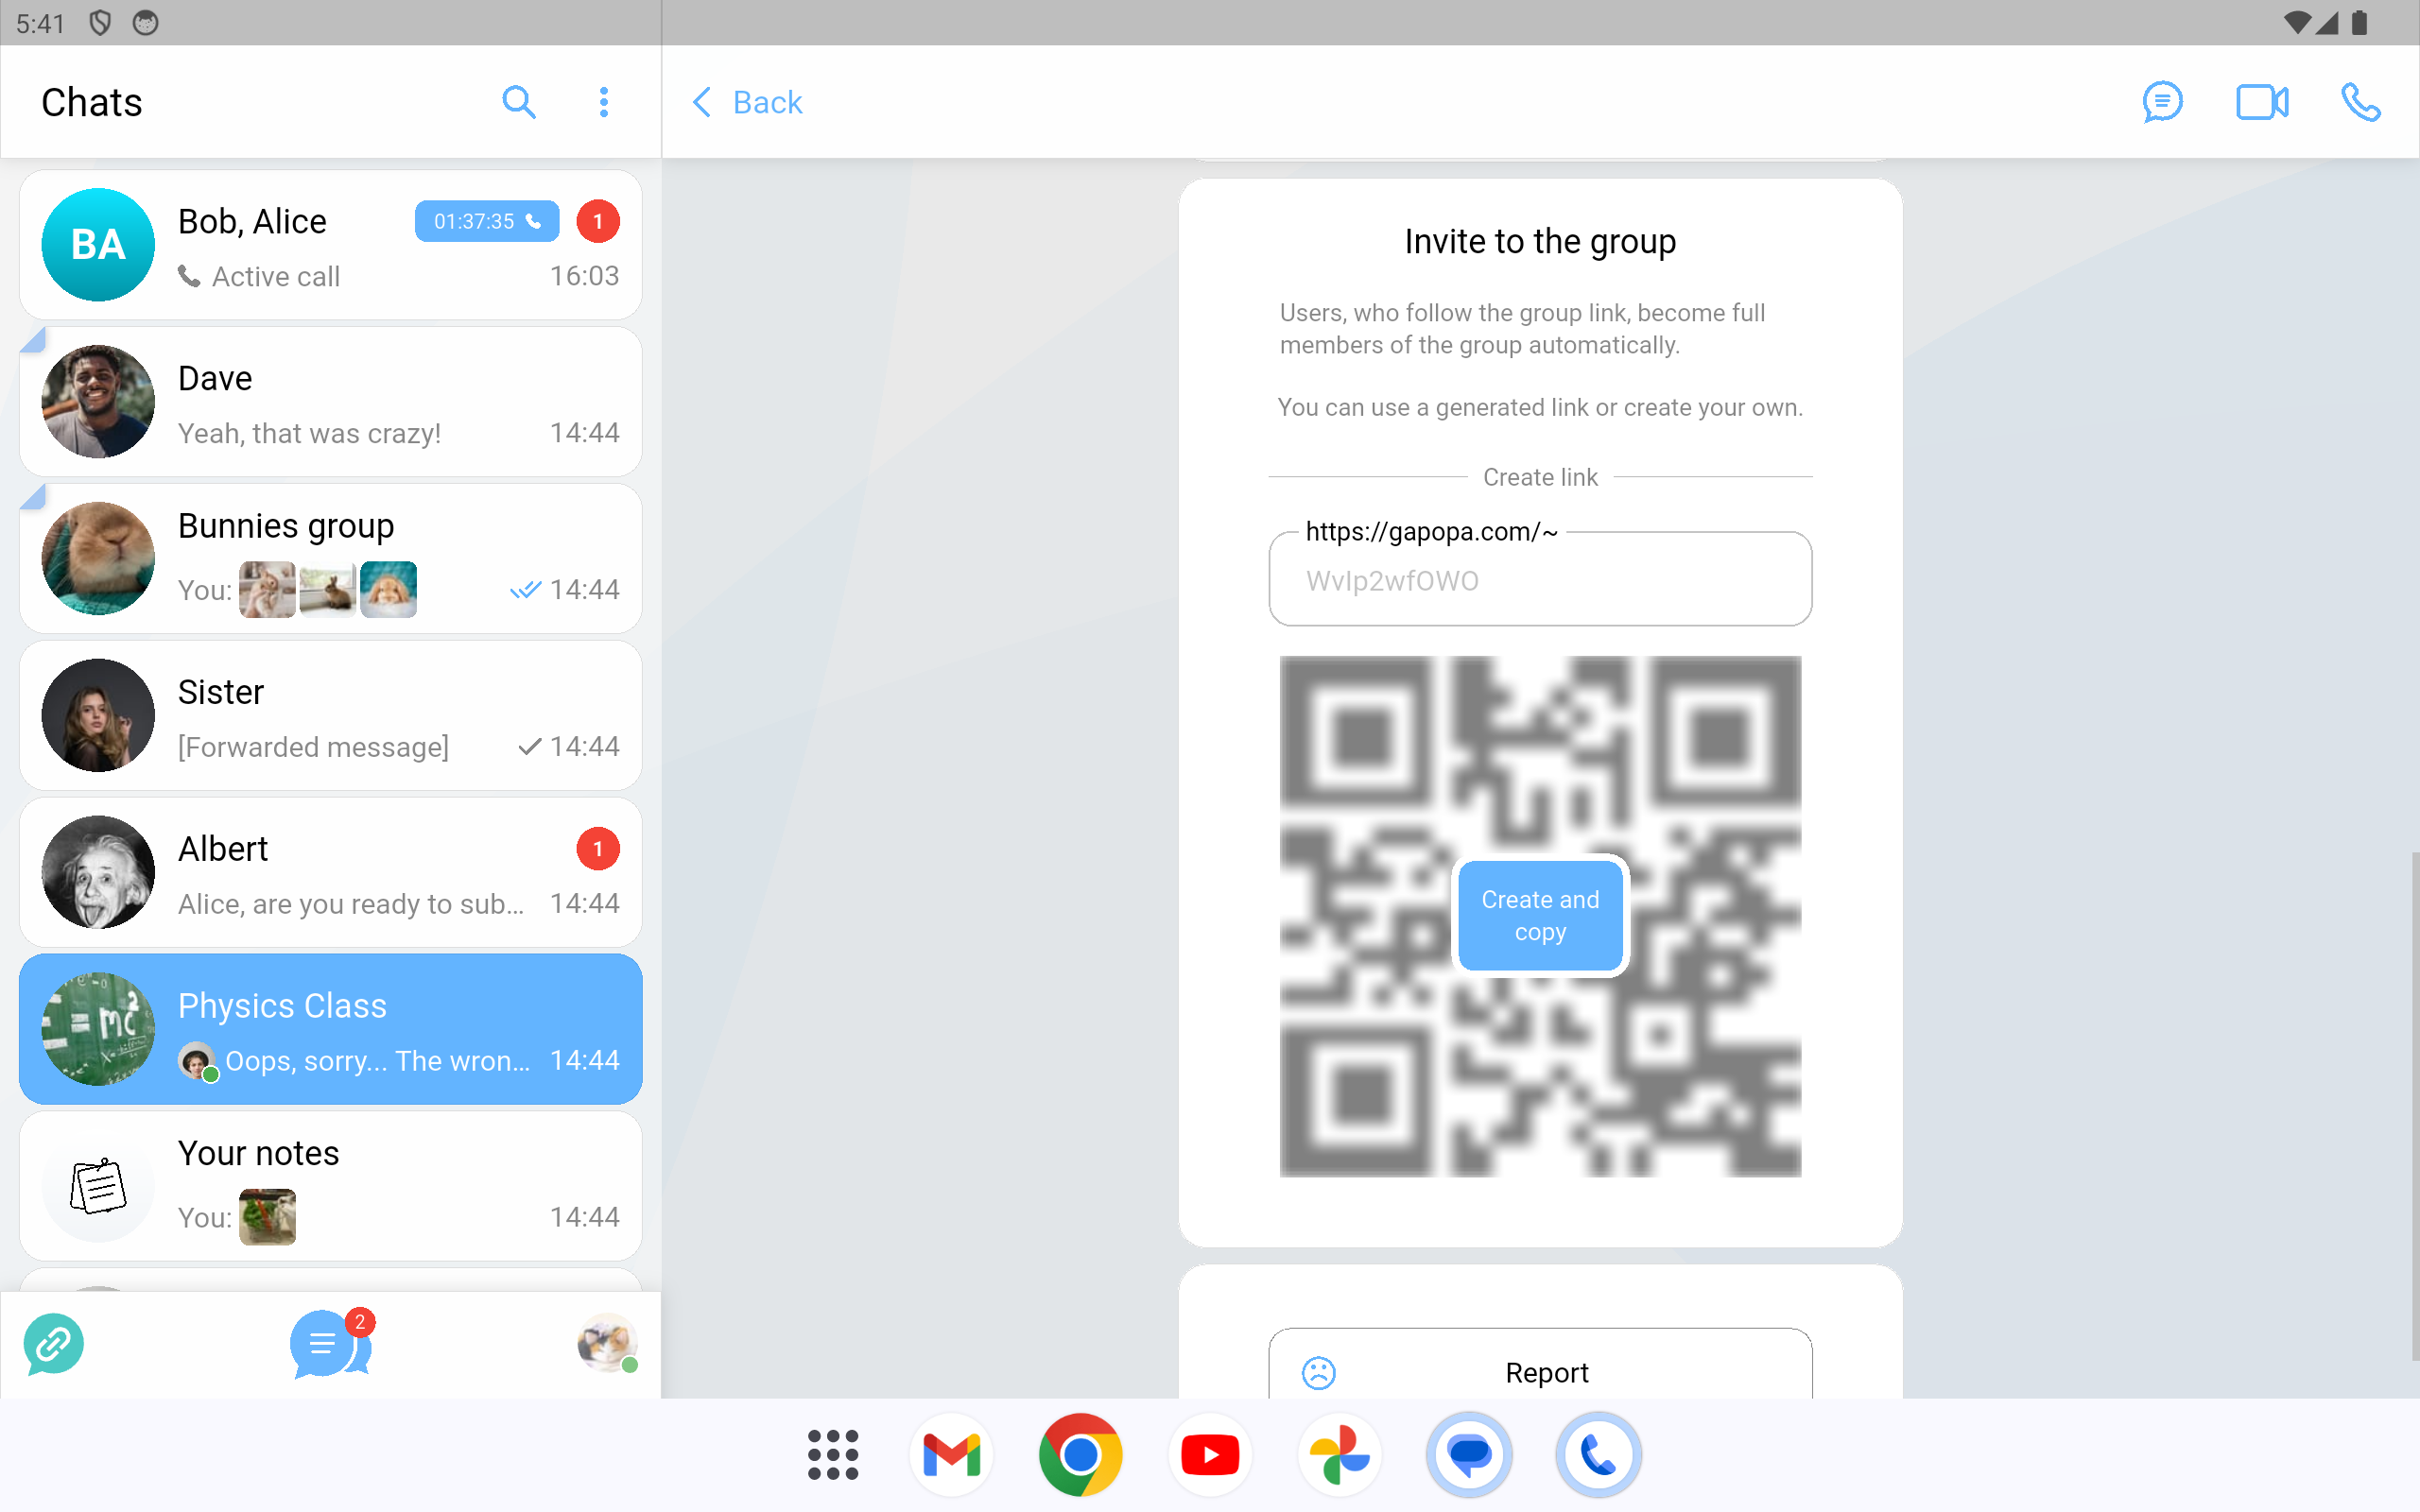 5:41
Chats
Back
BA
Bob, Alice
01:37:35
1
Active call
16:03
Dave
Yeah, that was crazy!
14:44
Bunnies group
You:
14:44
Sister
[Forwarded message]
14:44
Albert
1
Alice, are you ready to sub...
14:44
= mc2
Physics Class
Oops, sorry... The wron...
14:44
Your notes
You:
14:44
2
Invite to the group
Users, who follow the group link, become full
members of the group automatically.
You can use a generated link or create your own.
Create link
https://gapopa.com/~
WvIp2wfOWO
Create and
copy
Report